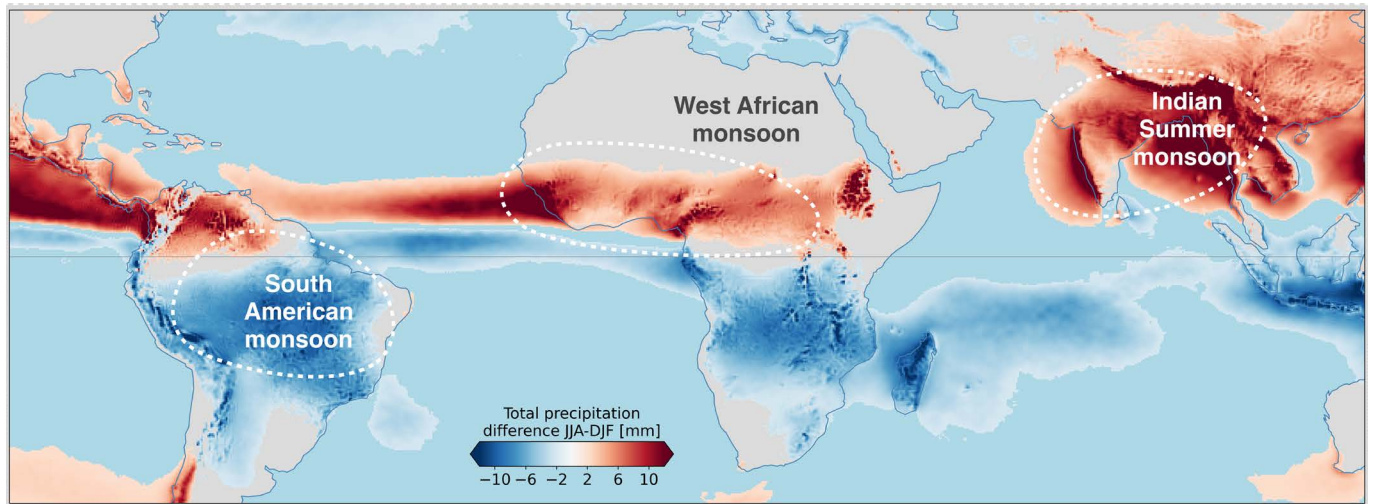 West African
monsoon
Indian
Summer
monsoon
South
American
monsoon
Total precipitation
difference JJA-DJF [mm]
−10 −6 −2 2 6 10